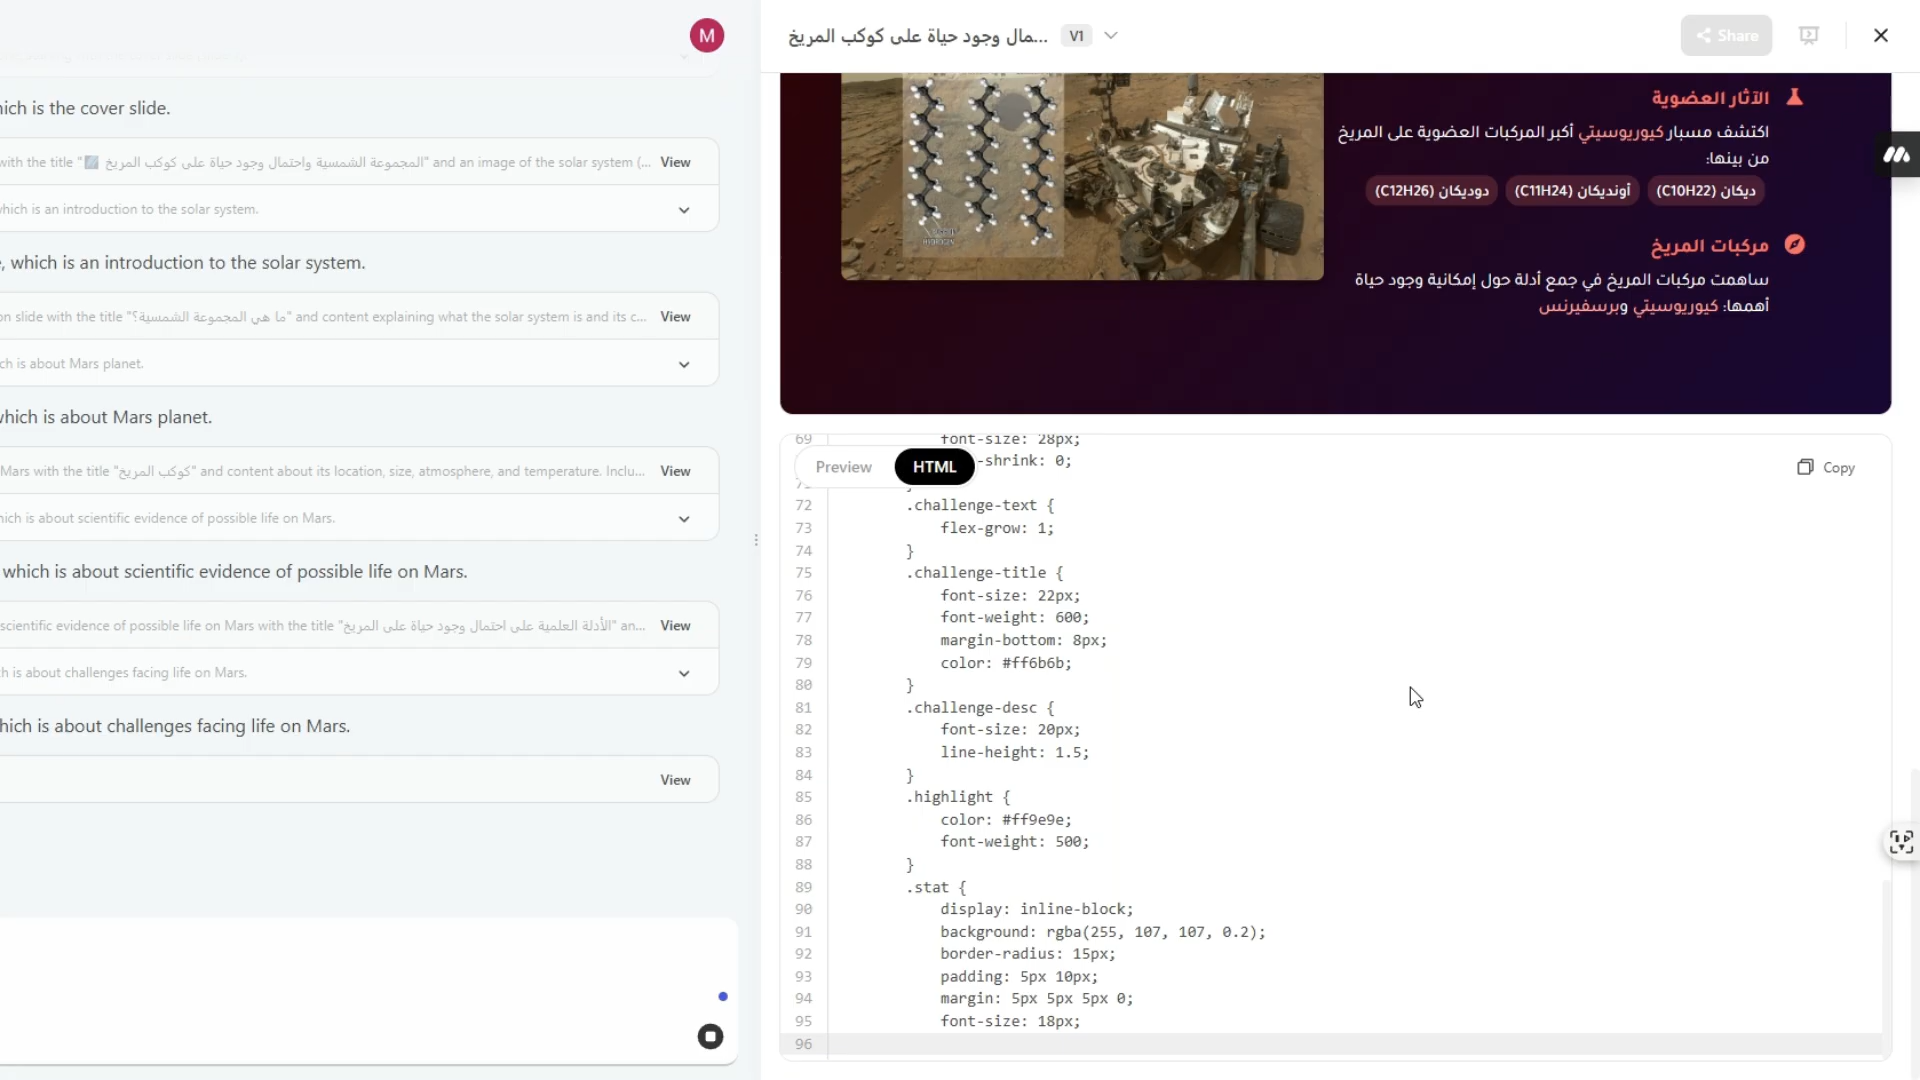 M
hich is the cover slide.
with the title "المجموعة الشمسية واحتمال وجود حياة على كوكب المريخ" and an image of the solar system (... View
which is an introduction to the solar system.
, which is an introduction to the solar system.
on slide with the title "ما هي المجموعة الشمسية؟" and content explaining what the solar system is and its c... View
ch is about Mars planet.
which is about Mars planet.
Mars with the title "كوكب المريخ" and content about its location, size, atmosphere, and temperature. Inclu... View
ich is about scientific evidence of possible life on Mars.
which is about scientific evidence of possible life on Mars.
scientific evidence of possible life on Mars with the title "الأدلة العلمية على احتمال وجود حياة على المريخ" an... View
h is about challenges facing life on Mars.
hich is about challenges facing life on Mars.
View
مال وجود حياة على كوكب المريخ... V1
Share
الآثار العضوية
اكتشف مسبار كيوريوسيتي أكبر المركبات العضوية على المريخ
من بينها:
ديكان (C10H22) أونديكان (C11H24) دوديكان (C12H26)
مركبات المريخ
ساهمت مركبات المريخ في جمع أدلة حول إمكانية وجود حياة
أهمها: كيوريوسيتي وبرسفيرنس
HYDROGEN
Preview HTML
Copy
69 font-size: 28px;
-shrink: 0;
72 .challenge-text {
73 flex-grow: 1;
74 }
75 .challenge-title {
76 font-size: 22px;
77 font-weight: 600;
78 margin-bottom: 8px;
79 color: #ff6b6b;
80 }
81 .challenge-desc {
82 font-size: 20px;
83 line-height: 1.5;
84 }
85 .highlight {
86 color: #ff9e9e;
87 font-weight: 500;
88 }
89 .stat {
90 display: inline-block;
91 background: rgba(255, 107, 107, 0.2);
92 border-radius: 15px;
93 padding: 5px 10px;
94 margin: 5px 5px 5px 0;
95 font-size: 18px;
96